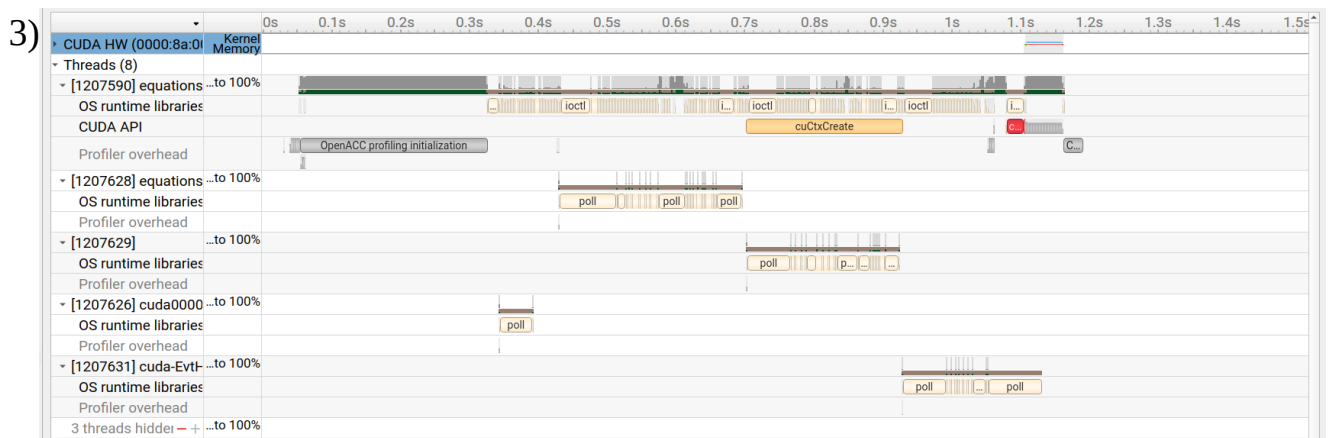 3)
0s 0.1s 0.2s 0.3s 0.4s 0.5s 0.6s 0.7s 0.8s 0.9s 1s 1.1s 1.2s 1.3s 1.4s 1.5s
CUDA HW (0000:8a:00 Kernel
Memory
Threads (8)
[1207590] equations ...to 100%
OS runtime libraries ... ioctl i... ioctl i... ioctl i...
CUDA API cuCtxCreate c...
Profiler overhead OpenACC profiling initialization C...
[1207628] equations ...to 100%
OS runtime libraries poll poll poll
Profiler overhead
[1207629] ...to 100%
OS runtime libraries poll p... ... ...
Profiler overhead
[1207626] cuda0000 ...to 100%
OS runtime libraries poll
Profiler overhead
[1207631] cuda-EvtH ...to 100%
OS runtime libraries poll ... poll
Profiler overhead
3 threads hidden − + ...to 100%